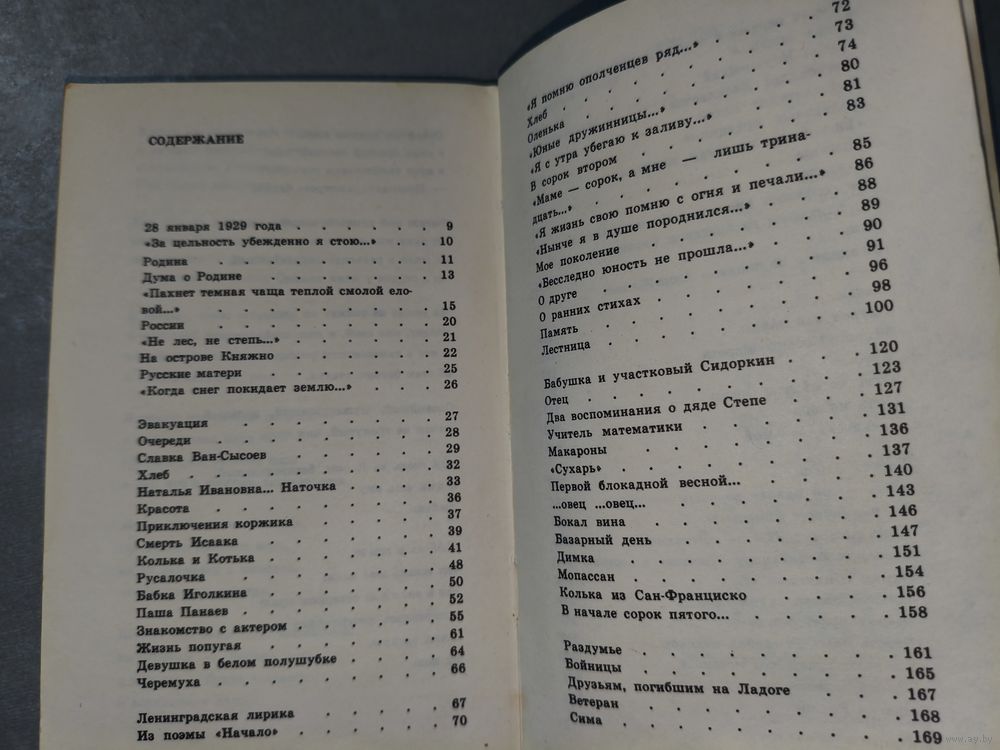 СОДЕРЖАНИЕ
28 января 1929 года . . . . . . 9
«За цельность убежденно я стою...» . . . 10
Родина . . . . . . . . . 11
Дума о Родине . . . . . . . 13
«Пахнет темная чаща теплой смолой ело-
вой...» . . . . . . . . . 15
России . . . . . . . . . 20
«Не лес, не степь...» . . . . . . 21
На острове Княжно . . . . . . 22
Русские матери . . . . . . . 25
«Когда снег покидает землю...» . . . . 26
Эвакуация . . . . . . . . 27
Очереди . . . . . . . . . 28
Славка Ван-Сысоев . . . . . . 29
Хлеб . . . . . . . . . . 32
Наталья Ивановна... Наточка . . . . 33
Красота . . . . . . . . . 36
Приключения коржика . . . . . 37
Смерть Исаака . . . . . . . 39
Колька и Котька . . . . . . . 41
Русалочка . . . . . . . . 48
Бабка Иголкина . . . . . . . 50
Паша Панаев . . . . . . . . 52
Знакомство с актером . . . . . . 55
Жизнь попугая . . . . . . . 61
Девушка в белом полушубке . . . . 64
Черемуха . . . . . . . . 66
Ленинградская лирика . . . . . 67
Из поэмы «Начало» . . . . . . 70
«Я помню ополченцев ряд...» . . . . 72
Хлеб . . . . . . . . . 73
Оленька . . . . . . . . 74
«Юные дружинницы...» . . . . . 80
«Я с утра убегаю к заливу...» . . . . 81
В сорок втором . . . . . . . 83
«Маме — сорок, а мне — лишь трина-
дцать...» . . . . . . . . 85
«Я жизнь свою помню с огня и печали...» 86
«Нынче я в душе породнился...» . . . 88
Мое поколение . . . . . . . 89
«Бесследно юность не прошла...» . . . 90
О друге . . . . . . . . 91
О ранних стихах . . . . . . 96
Память . . . . . . . . . 98
Лестница . . . . . . . . 100
Бабушка и участковый Сидоркин . . . 120
Отец . . . . . . . . . 123
Два воспоминания о дяде Степе . . . 127
Учитель математики . . . . . . 131
Макароны . . . . . . . . 136
«Сухарь» . . . . . . . . 137
Первой блокадной весной... . . . . 140
...овец ...овец... . . . . . . . 143
Бокал вина . . . . . . . 146
Базарный день . . . . . . . 147
Димка . . . . . . . . . 151
Мопассан . . . . . . . . 154
Колька из Сан-Франциско . . . . 156
В начале сорок пятого... . . . . . 158
Раздумье . . . . . . . . 161
Войницы . . . . . . . . 165
Друзьям, погибшим на Ладоге . . . 167
Ветеран . . . . . . . . 168
Сима . . . . . . . . . 169
www.ay.by